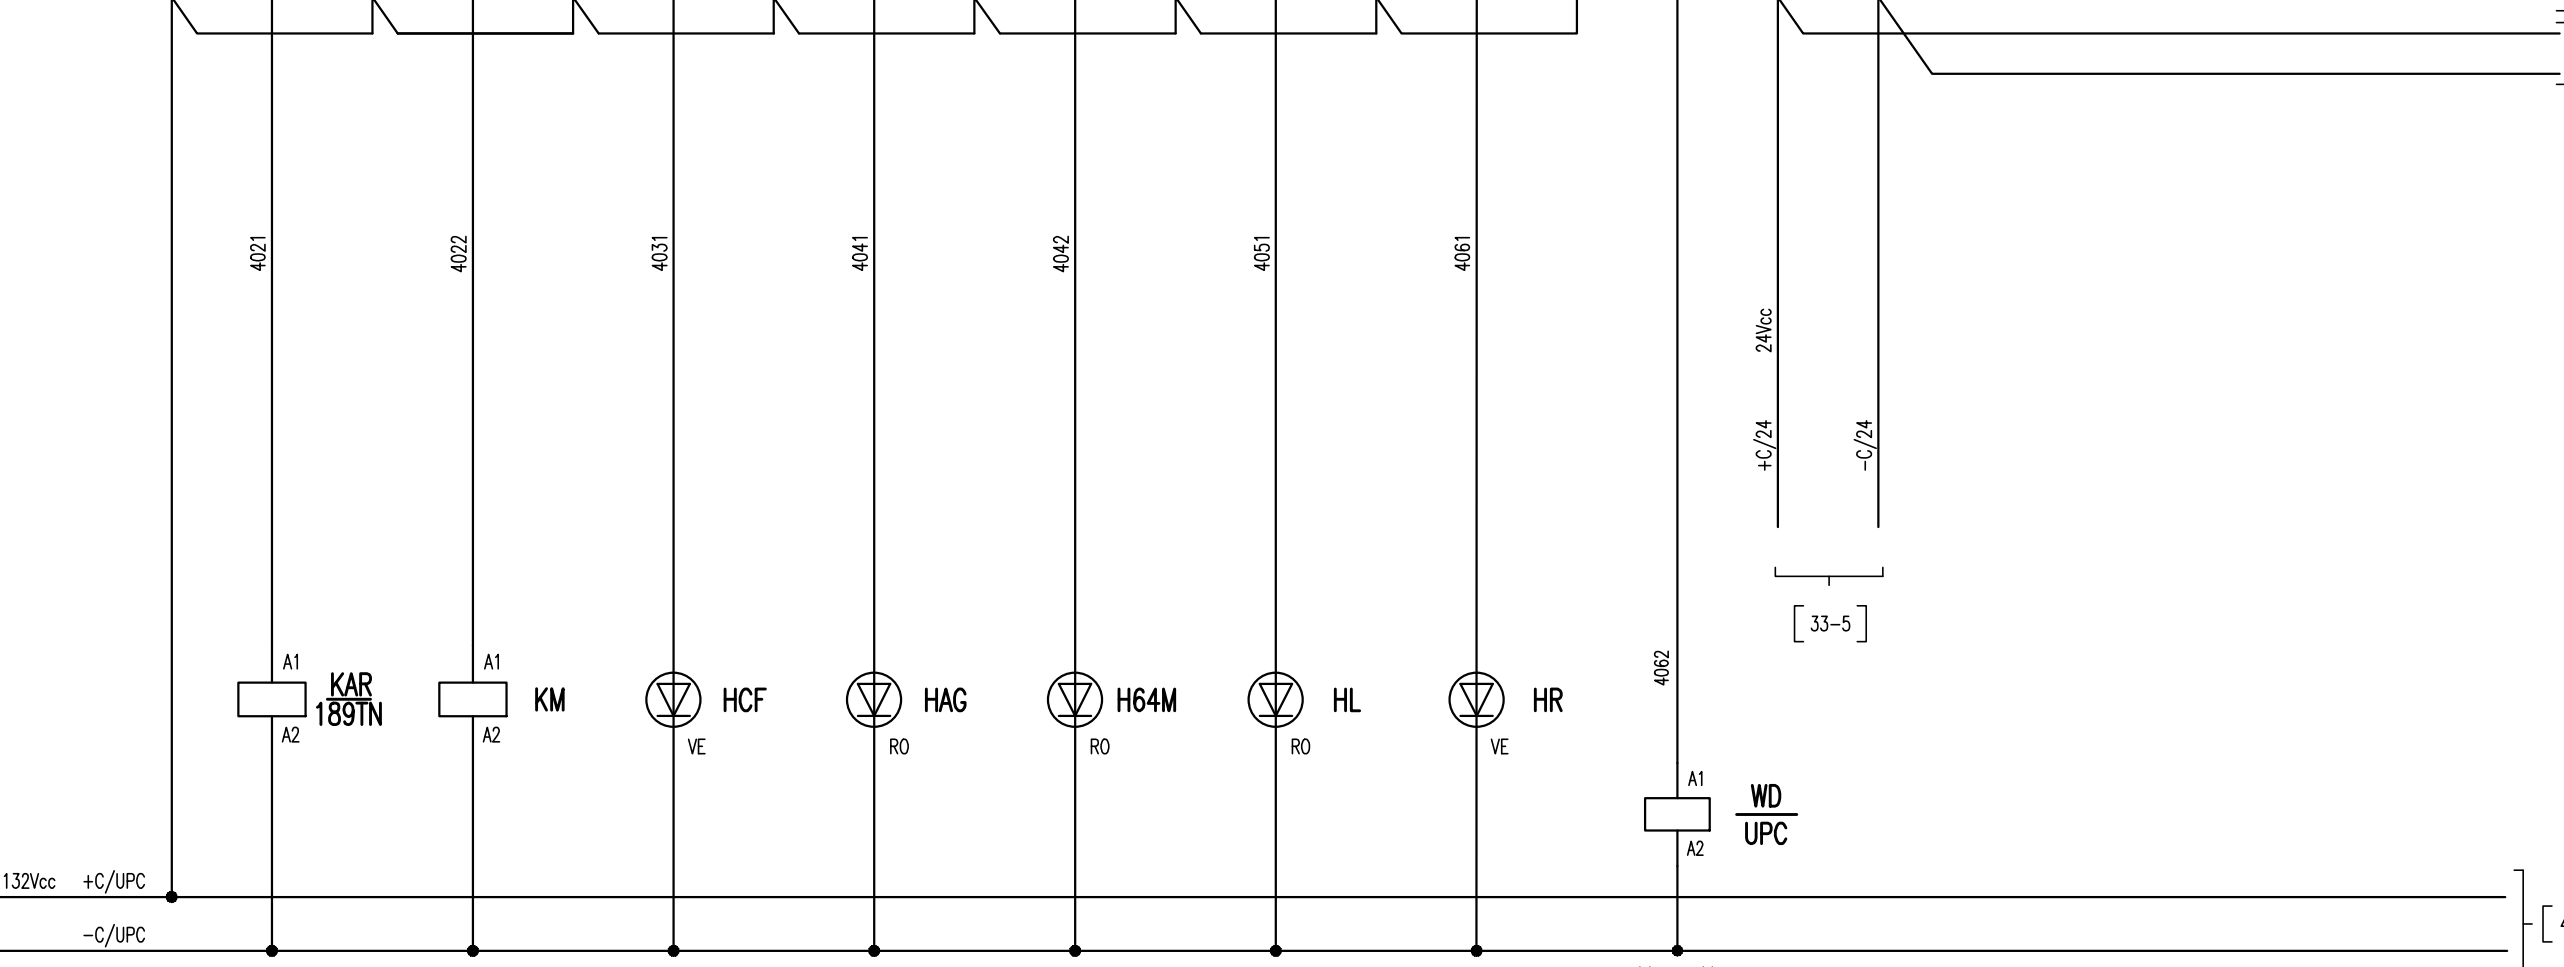 4021
4022
4031
4041
4042
4051
4061
24Vcc
+C/24
-C/24
[33-5]
4062
A1
KAR
189TN
A2
A1
KM
A2
HCF
VE
HAG
RO
H64M
RO
HL
RO
HR
VE
A1
WD
UPC
A2
132Vcc +C/UPC
-C/UPC